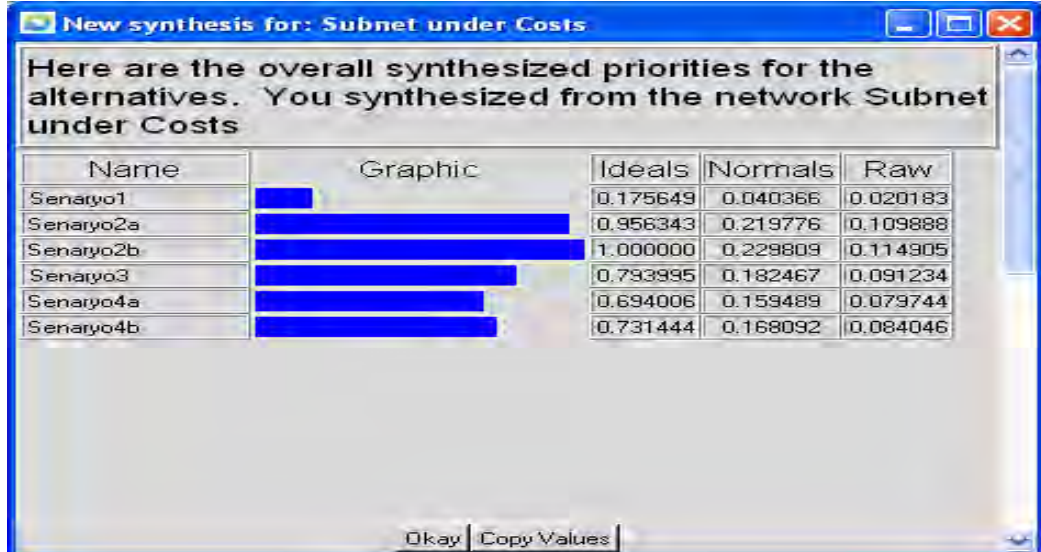 New synthesis for: Subnet under Costs
Here are the overall synthesized priorities for the
alternatives. You synthesized from the network Subnet
under Costs
Name Graphic Ideals Normals Raw
Senaryo1 0.175649 0.040366 0.020183
Senaryo2a 0.956343 0.219776 0.109888
Senaryo2b 1.000000 0.229809 0.114905
Senaryo3 0.793995 0.182467 0.091234
Senaryo4a 0.694006 0.159489 0.079744
Senaryo4b 0.731444 0.168092 0.084046
Okay Copy Values